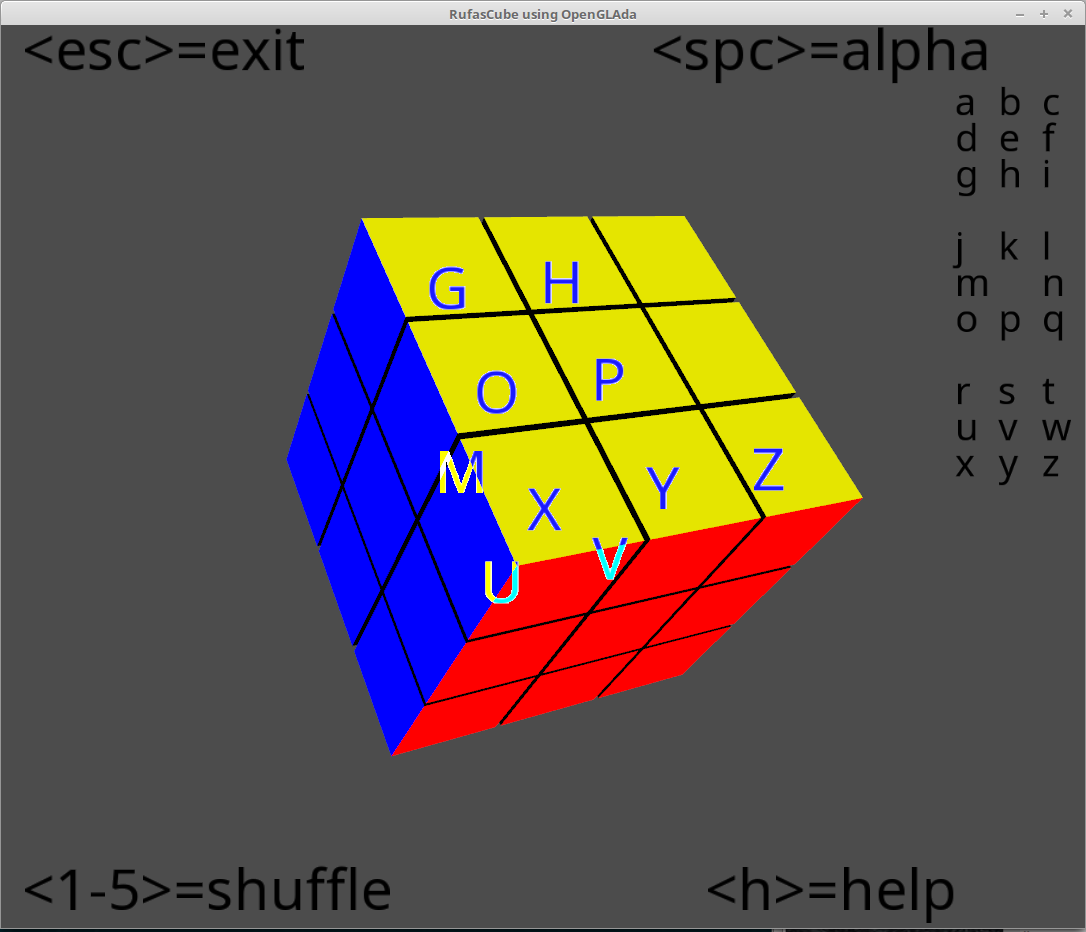 RufasCube using OpenGLAda
<esc>=exit <spc>=alpha
a b c
d e f
g h i
j k l
m n
o p q
r s t
u v w
x y z
G H
O P
M X Y Z
U V
<1-5>=shuffle <h>=help